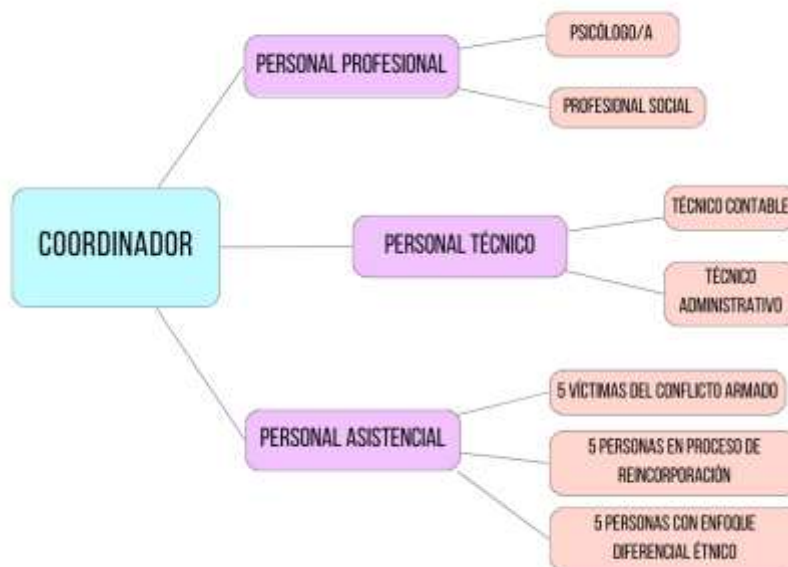 COORDINADOR
PERSONAL PROFESIONAL
PSICÓLOGO/A
PROFESIONAL SOCIAL
PERSONAL TÉCNICO
TÉCNICO CONTABLE
TÉCNICO
ADMINISTRATIVO
PERSONAL ASISTENCIAL
5 VÍCTIMAS DEL CONFLICTO ARMADO
5 PERSONAS EN PROCESO DE
REINCORPORACIÓN
5 PERSONAS CON ENFOQUE
DIFERENCIAL ÉTNICO